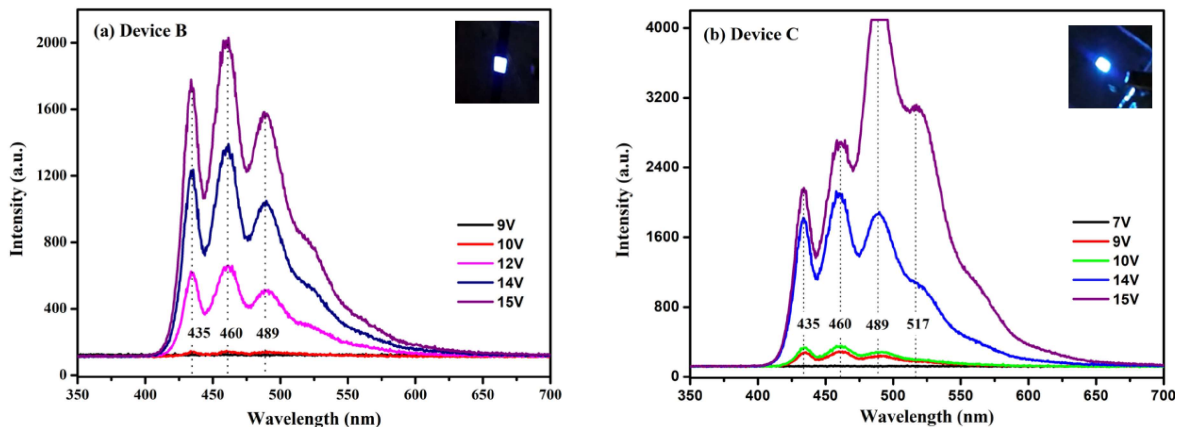 (a) Device B
Intensity (a.u.)
2000
1600
1200
800
400
0
9V
10V
12V
14V
15V
435 460 489
350 400 450 500 550 600 650 700
Wavelength (nm)
(b) Device C
Intensity (a.u.)
4000
3200
2400
1600
800
0
7V
9V
10V
14V
15V
435 460 489 517
350 400 450 500 550 600 650 700
Wavelength (nm)